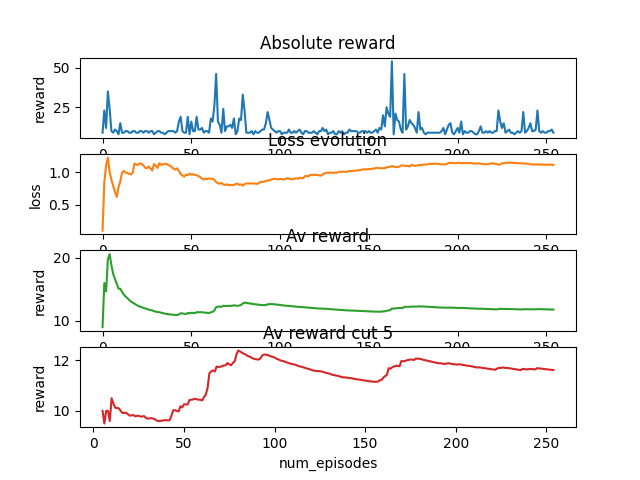 Absolute reward
50
25
reward
0 50 100 150 200 250
Loss evolution
1.0
0.5
loss
0 50 100 150 200 250
Av reward
20
10
reward
0 50 100 150 200 250
Av reward cut 5
12
10
reward
0 50 100 150 200 250
num_episodes